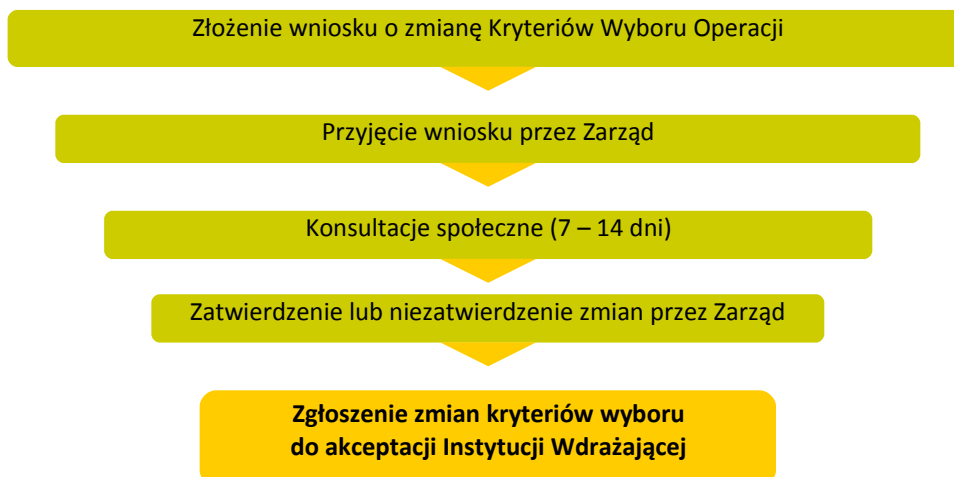 Złożenie wniosku o zmianę Kryteriów Wyboru Operacji
Przyjęcie wniosku przez Zarząd
Konsultacje społeczne (7 – 14 dni)
Zatwierdzenie lub niezatwierdzenie zmian przez Zarząd
Zgłoszenie zmian kryteriów wyboru
do akceptacji Instytucji Wdrażającej